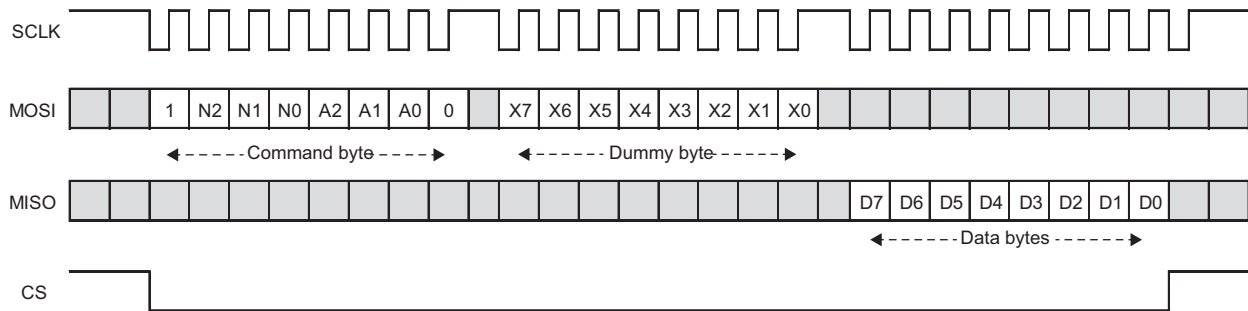 SCLK
MOSI 1 N2 N1 N0 A2 A1 A0 0 X7 X6 X5 X4 X3 X2 X1 X0
Command byte Dummy byte
MISO D7 D6 D5 D4 D3 D2 D1 D0
Data bytes
CS